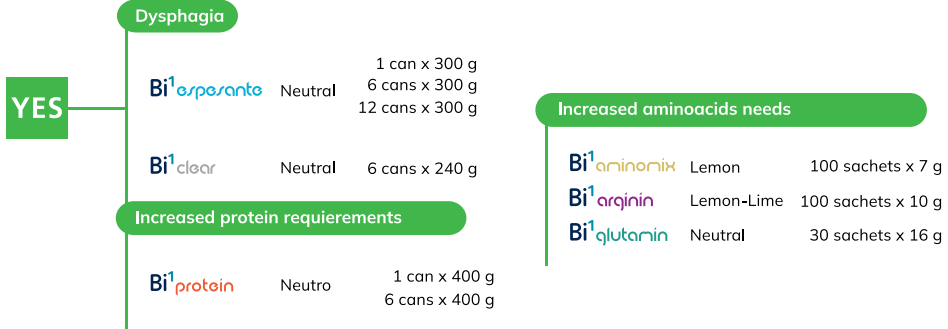 Dysphagia
1 can x 300 g
Bi1 espesante Neutral 6 cans x 300 g
12 cans x 300 g
YES
Bi1 clear Neutral 6 cans x 240 g
Increased protein requierements
Bi1 protein Neutro 1 can x 400 g
6 cans x 400 g
Increased aminoacids needs
Bi1 aminomix Lemon 100 sachets x 7 g
Bi1 arginin Lemon-Lime 100 sachets x 10 g
Bi1 glutamin Neutral 30 sachets x 16 g